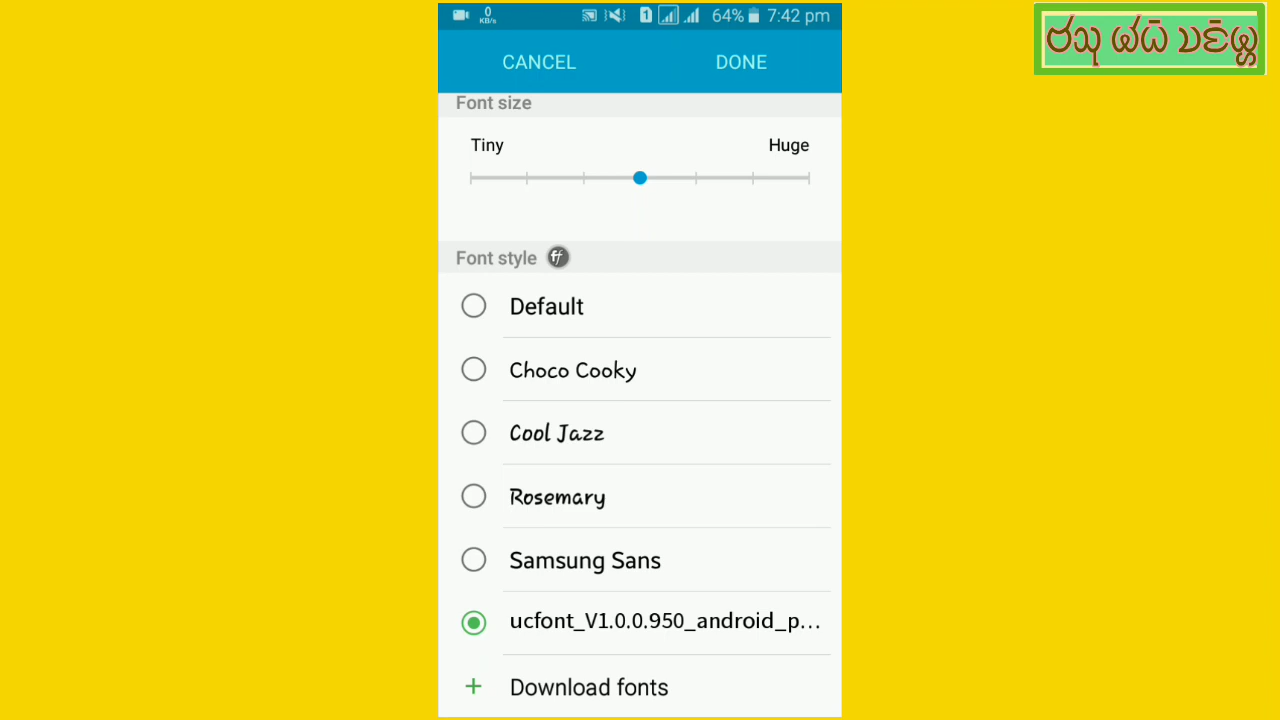 0
KB/s
1 64% 7:42 pm
CANCEL DONE
Font size
Tiny Huge
Font style
Default
Choco Cooky
Cool Jazz
Rosemary
Samsung Sans
ucfont_V1.0.0.950_android_p...
+ Download fonts